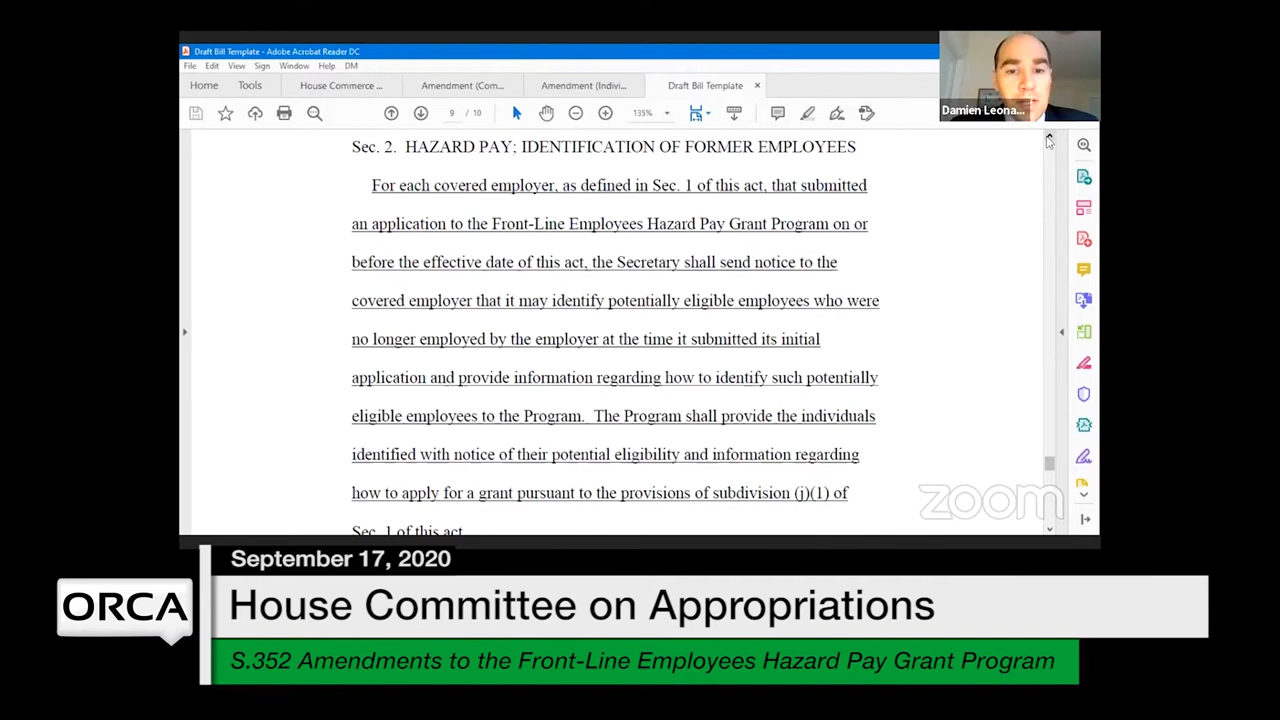 Draft Bill Template - Adobe Acrobat Reader DC
File Edit View Sign Window Help DM
Home Tools House Commerce ... Amendment (Com... Amendment (Indivi... Draft Bill Template ×
9 / 10 135%
Damien Leona...
Sec. 2. HAZARD PAY; IDENTIFICATION OF FORMER EMPLOYEES
For each covered employer, as defined in Sec. 1 of this act, that submitted
an application to the Front-Line Employees Hazard Pay Grant Program on or
before the effective date of this act, the Secretary shall send notice to the
covered employer that it may identify potentially eligible employees who were
no longer employed by the employer at the time it submitted its initial
application and provide information regarding how to identify such potentially
eligible employees to the Program. The Program shall provide the individuals
identified with notice of their potential eligibility and information regarding
how to apply for a grant pursuant to the provisions of subdivision (j)(1) of
Sec. 1 of this act
zoom
September 17, 2020
ORCA
House Committee on Appropriations
S.352 Amendments to the Front-Line Employees Hazard Pay Grant Program